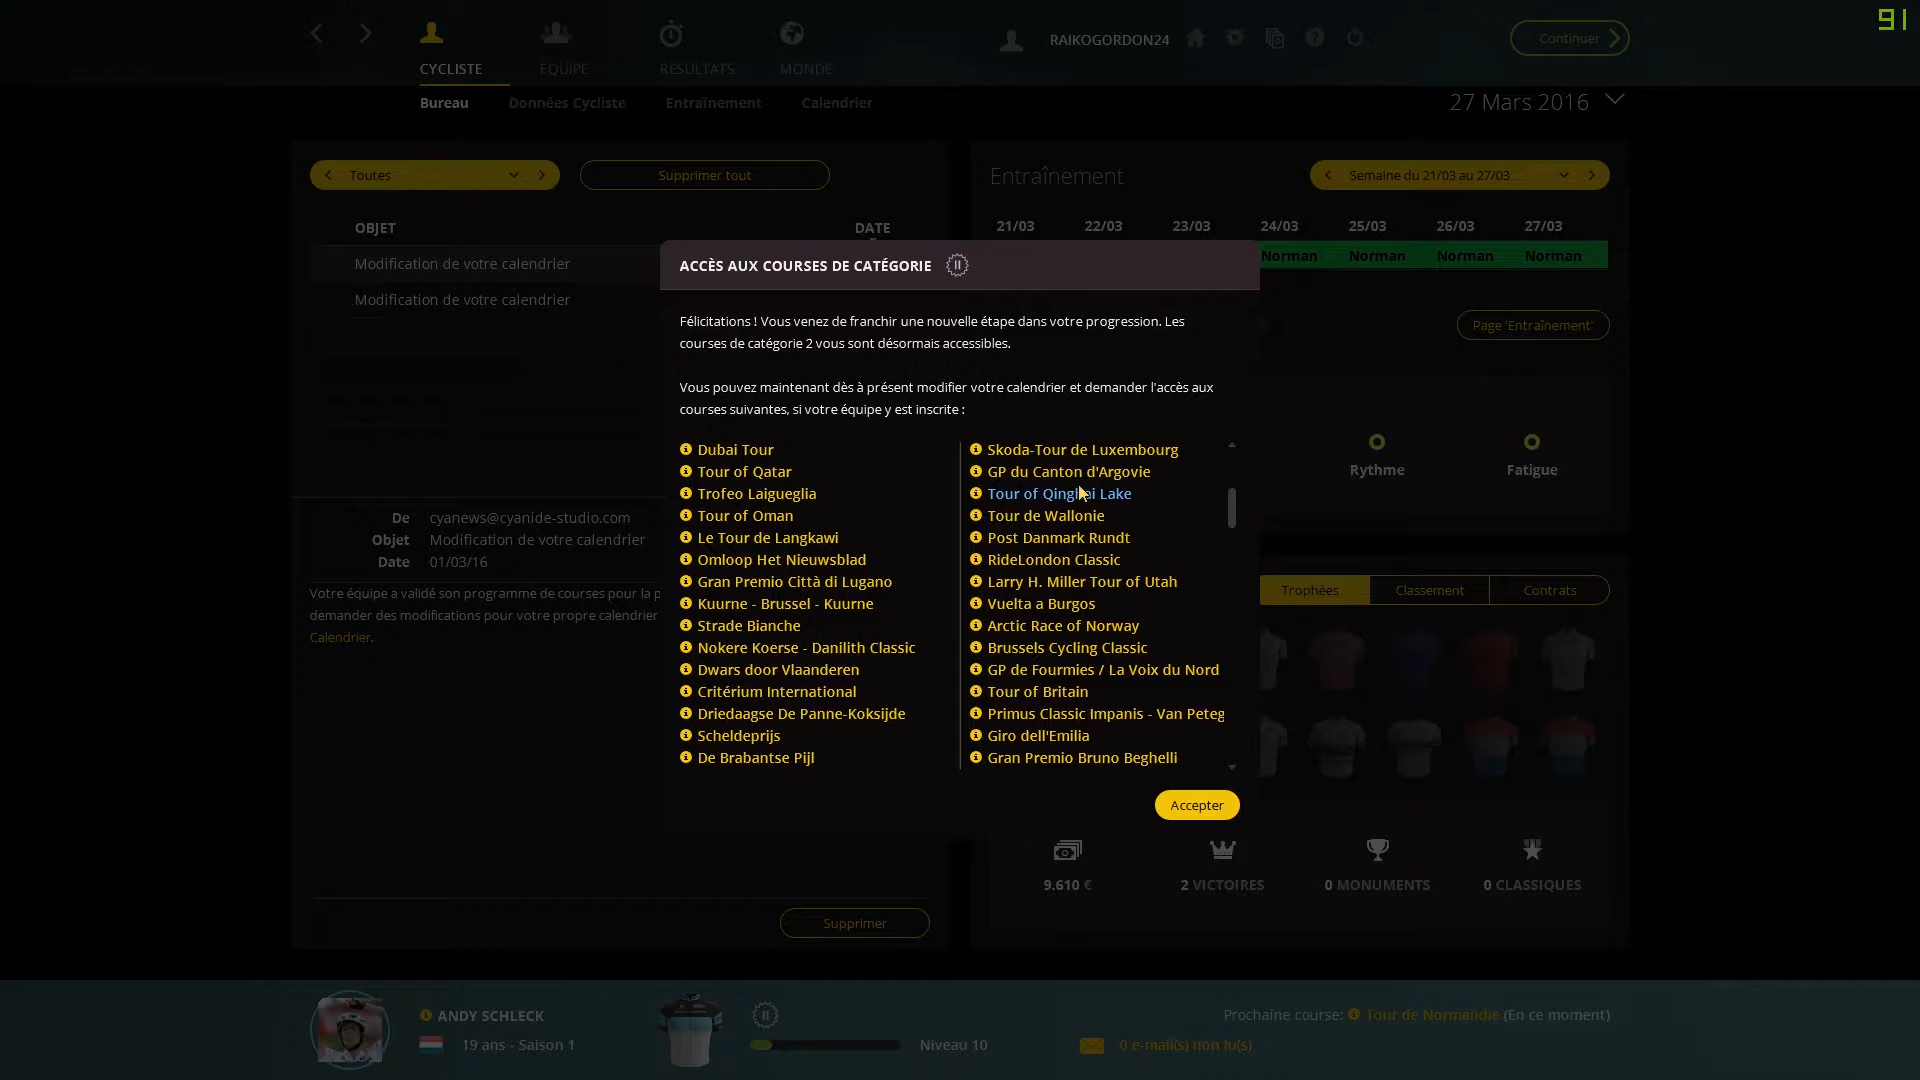 91
CYCLISTE
EQUIPE
RESULTATS
MONDE
RAIKOGORDON24
Continuer
Bureau
Données Cycliste
Entraînement
Calendrier
27 Mars 2016
Toutes
Supprimer tout
Entraînement
Semaine du 21/03 au 27/03
OBJET
DATE
21/03
22/03
23/03
24/03
25/03
26/03
27/03
Norman
Norman
Norman
Norman
Modification de votre calendrier
Modification de votre calendrier
Page 'Entraînement'
Rythme
Fatigue
ACCÈS AUX COURSES DE CATÉGORIE II
Félicitations ! Vous venez de franchir une nouvelle étape dans votre progression. Les
courses de catégorie 2 vous sont désormais accessibles.
Vous pouvez maintenant dès à présent modifier votre calendrier et demander l'accès aux
courses suivantes, si votre équipe y est inscrite :
Dubai Tour
Tour of Qatar
Trofeo Laigueglia
Tour of Oman
Le Tour de Langkawi
Omloop Het Nieuwsblad
Gran Premio Città di Lugano
Kuurne - Brussel - Kuurne
Strade Bianche
Nokere Koerse - Danilith Classic
Dwars door Vlaanderen
Critérium International
Driedaagse De Panne-Koksijde
Scheldeprijs
De Brabantse Pijl
Skoda-Tour de Luxembourg
GP du Canton d'Argovie
Tour of Qinghai Lake
Tour de Wallonie
Post Danmark Rundt
RideLondon Classic
Larry H. Miller Tour of Utah
Vuelta a Burgos
Arctic Race of Norway
Brussels Cycling Classic
GP de Fourmies / La Voix du Nord
Tour of Britain
Primus Classic Impanis - Van Peteg
Giro dell'Emilia
Gran Premio Bruno Beghelli
Accepter
De cyanews@cyanide-studio.com
Objet Modification de votre calendrier
Date 01/03/16
Votre équipe a validé son programme de courses pour la p
demander des modifications pour votre propre calendrier
Calendrier.
Supprimer
Trophées
Classement
Contrats
9.610 €
2 VICTOIRES
0 MONUMENTS
0 CLASSIQUES
ANDY SCHLECK
19 ans - Saison 1
II
Niveau 10
Prochaine course: Tour de Normandie (En ce moment)
0 e-mail(s) non lu(s)